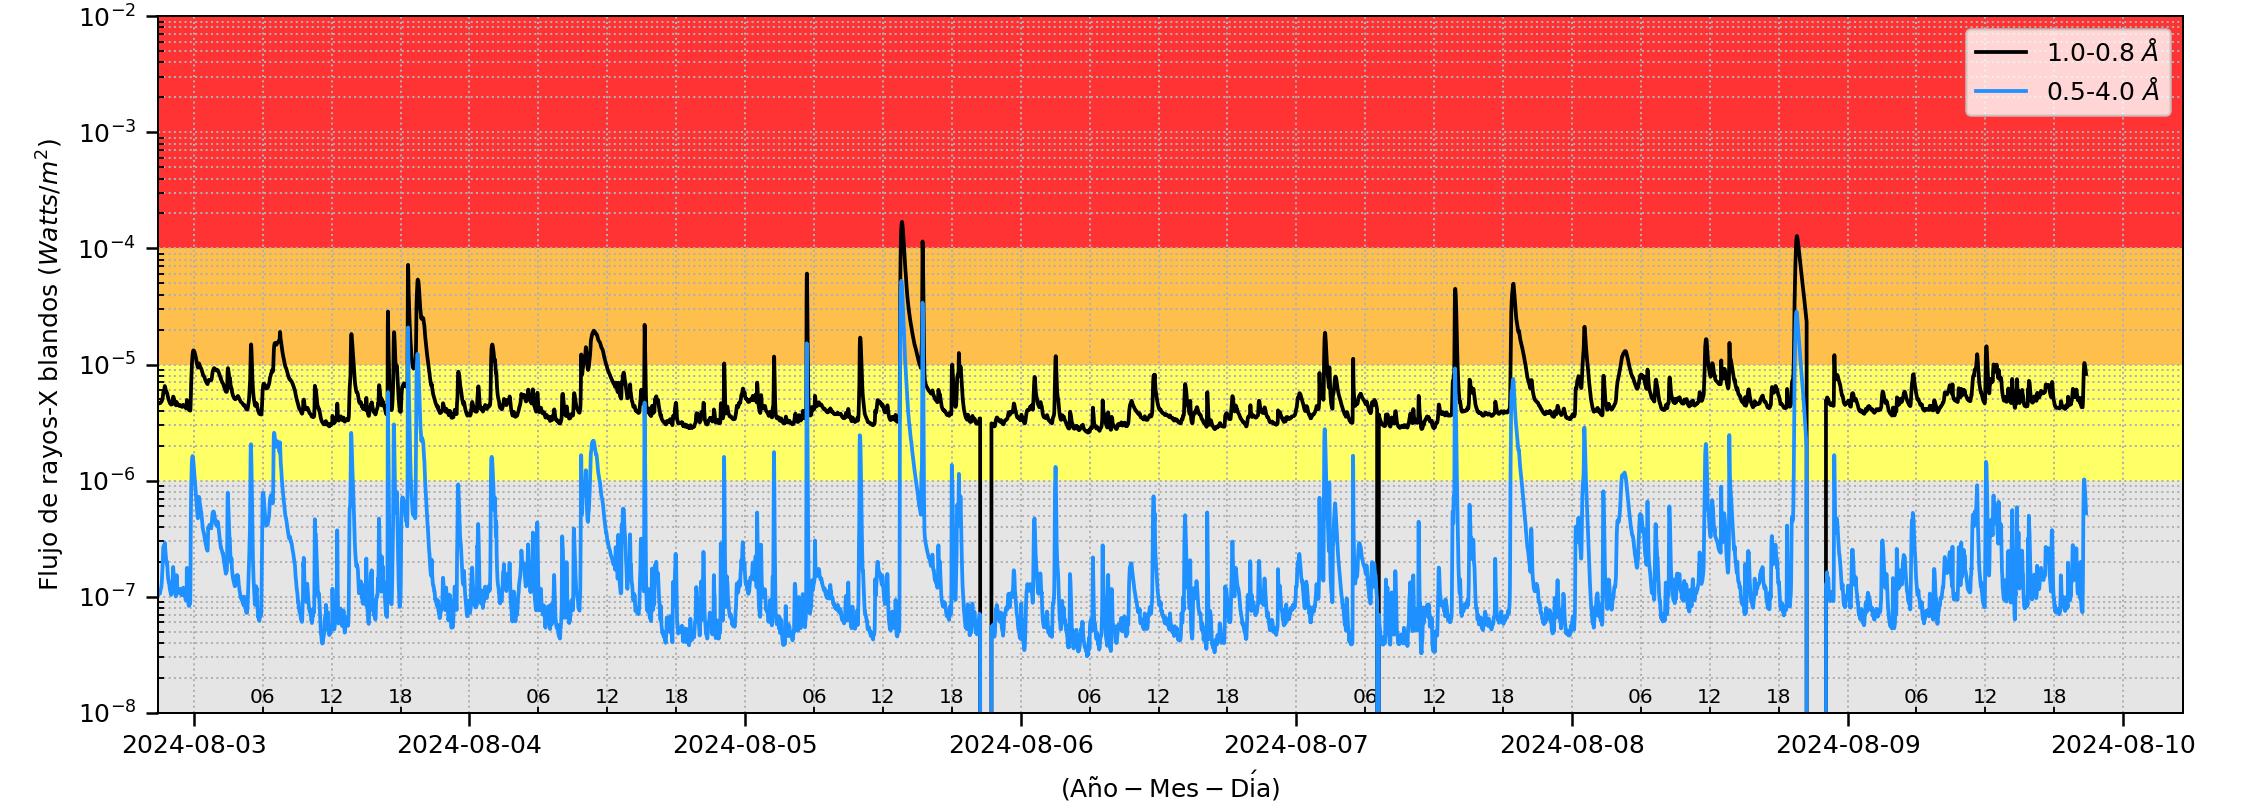 10⁻²
10⁻³
10⁻⁴
10⁻⁵
10⁻⁶
10⁻⁷
10⁻⁸
Flujo de rayos-X blandos (Watts/m²)
1.0-0.8 Å
0.5-4.0 Å
06 12 18 06 12 18 06 12 18 06 12 18 06 12 18 06 12 18 06 12 18
2024-08-03 2024-08-04 2024-08-05 2024-08-06 2024-08-07 2024-08-08 2024-08-09 2024-08-10
(Año − Mes − Día)